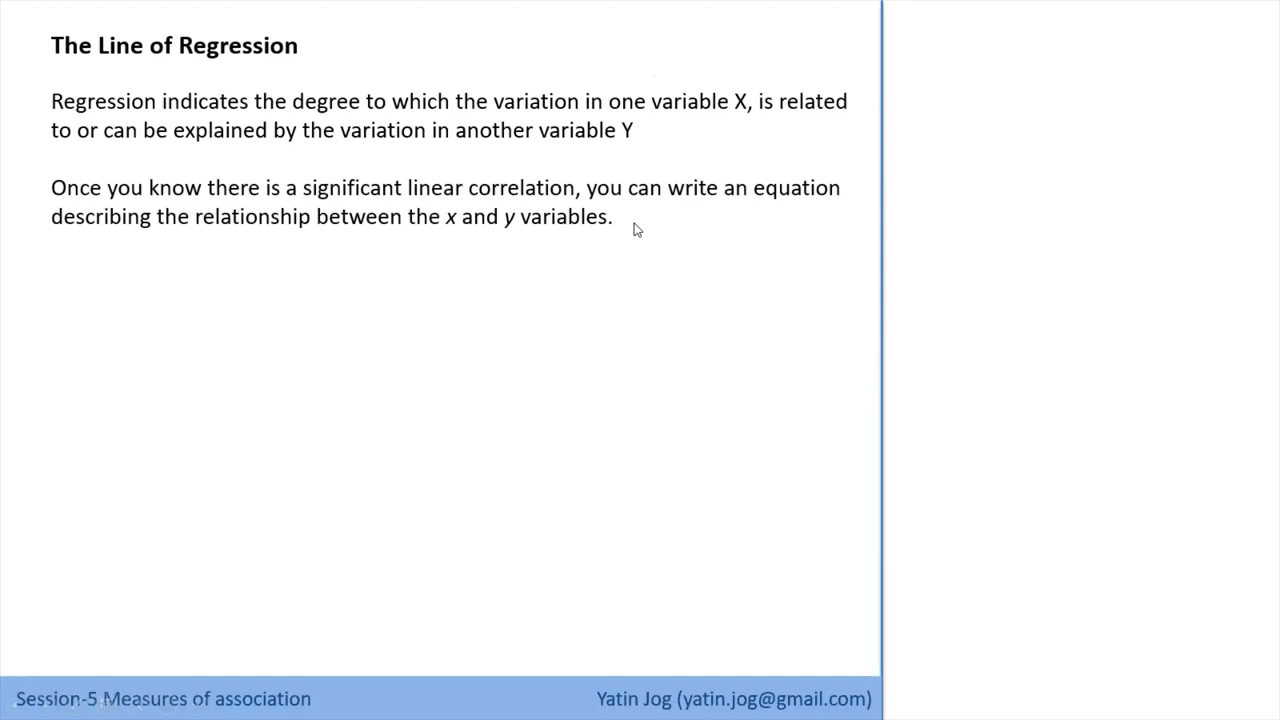 The Line of Regression
Regression indicates the degree to which the variation in one variable X, is related
to or can be explained by the variation in another variable Y
Once you know there is a significant linear correlation, you can write an equation
describing the relationship between the x and y variables.
Session-5 Measures of association
Yatin Jog (yatin.jog@gmail.com)